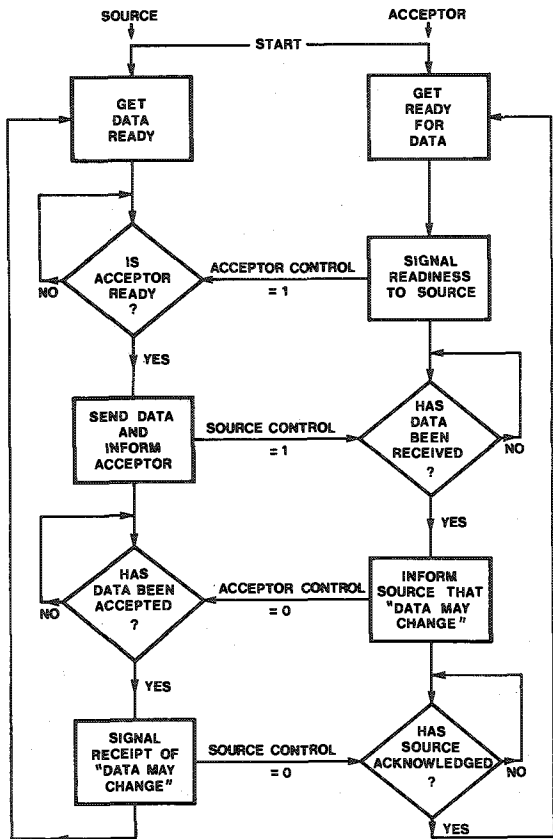 SOURCE
ACCEPTOR
START
GET
DATA
READY
GET
READY
FOR
DATA
IS
ACCEPTOR
READY
?
NO
YES
ACCEPTOR CONTROL
= 1
SIGNAL
READINESS
TO SOURCE
SEND DATA
AND
INFORM
ACCEPTOR
SOURCE CONTROL
= 1
HAS
DATA
BEEN
RECEIVED
?
NO
YES
HAS
DATA BEEN
ACCEPTED
?
NO
YES
ACCEPTOR CONTROL
= 0
INFORM
SOURCE THAT
"DATA MAY
CHANGE"
SIGNAL
RECEIPT OF
"DATA MAY
CHANGE"
SOURCE CONTROL
= 0
HAS
SOURCE
ACKNOWLEDGED
?
NO
YES